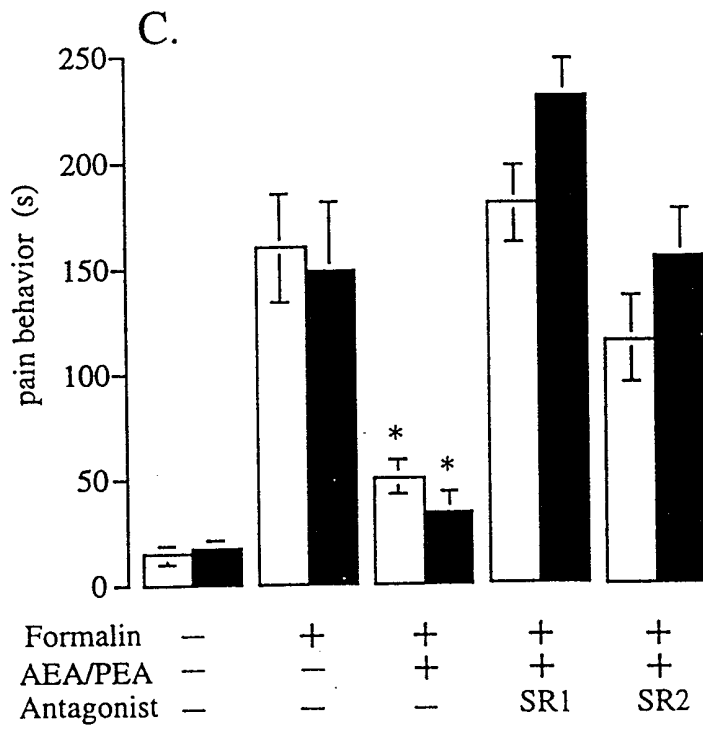 C.
250
200
150
100
50
0
pain behavior (s)
* *
Formalin − + + + +
AEA/PEA − − + + +
Antagonist − − − SR1 SR2